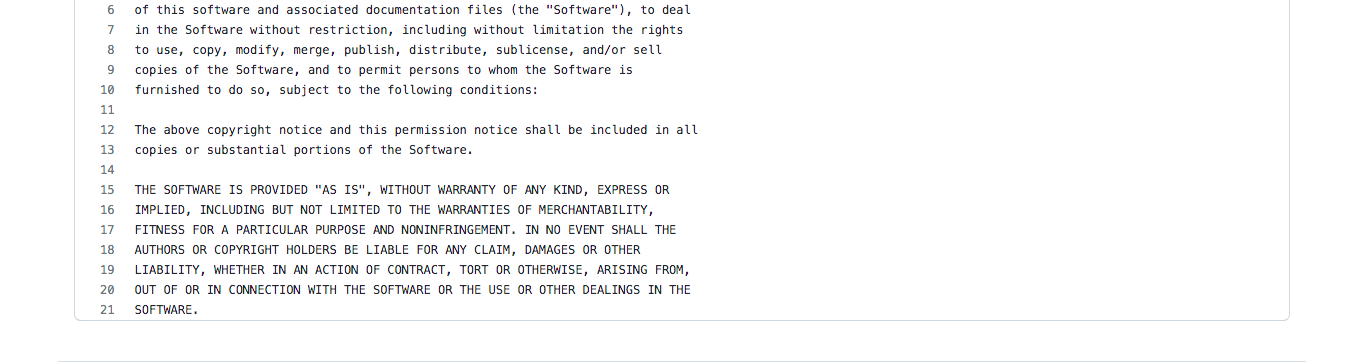 6 of this software and associated documentation files (the "Software"), to deal
7 in the Software without restriction, including without limitation the rights
8 to use, copy, modify, merge, publish, distribute, sublicense, and/or sell
9 copies of the Software, and to permit persons to whom the Software is
10 furnished to do so, subject to the following conditions:
11
12 The above copyright notice and this permission notice shall be included in all
13 copies or substantial portions of the Software.
14
15 THE SOFTWARE IS PROVIDED "AS IS", WITHOUT WARRANTY OF ANY KIND, EXPRESS OR
16 IMPLIED, INCLUDING BUT NOT LIMITED TO THE WARRANTIES OF MERCHANTABILITY,
17 FITNESS FOR A PARTICULAR PURPOSE AND NONINFRINGEMENT. IN NO EVENT SHALL THE
18 AUTHORS OR COPYRIGHT HOLDERS BE LIABLE FOR ANY CLAIM, DAMAGES OR OTHER
19 LIABILITY, WHETHER IN AN ACTION OF CONTRACT, TORT OR OTHERWISE, ARISING FROM,
20 OUT OF OR IN CONNECTION WITH THE SOFTWARE OR THE USE OR OTHER DEALINGS IN THE
21 SOFTWARE.